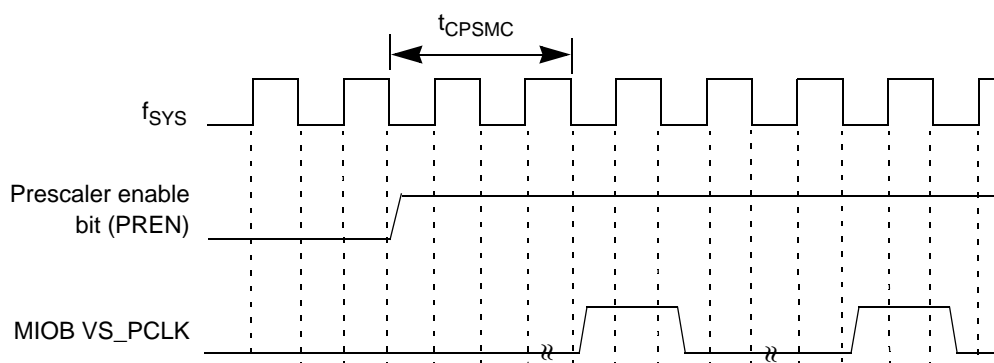 tCPSMC
fSYS
Prescaler enable
bit (PREN)
MIOB VS_PCLK